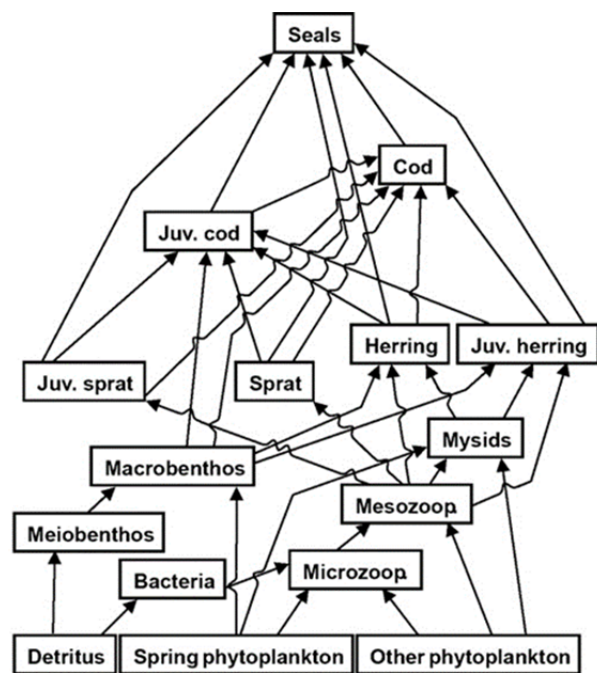 Seals
Cod
Juv. cod
Herring
Juv. herring
Juv. sprat
Sprat
Mysids
Macrobenthos
Mesozoop.
Meiobenthos
Microzoop.
Bacteria
Detritus
Spring phytoplankton
Other phytoplankton